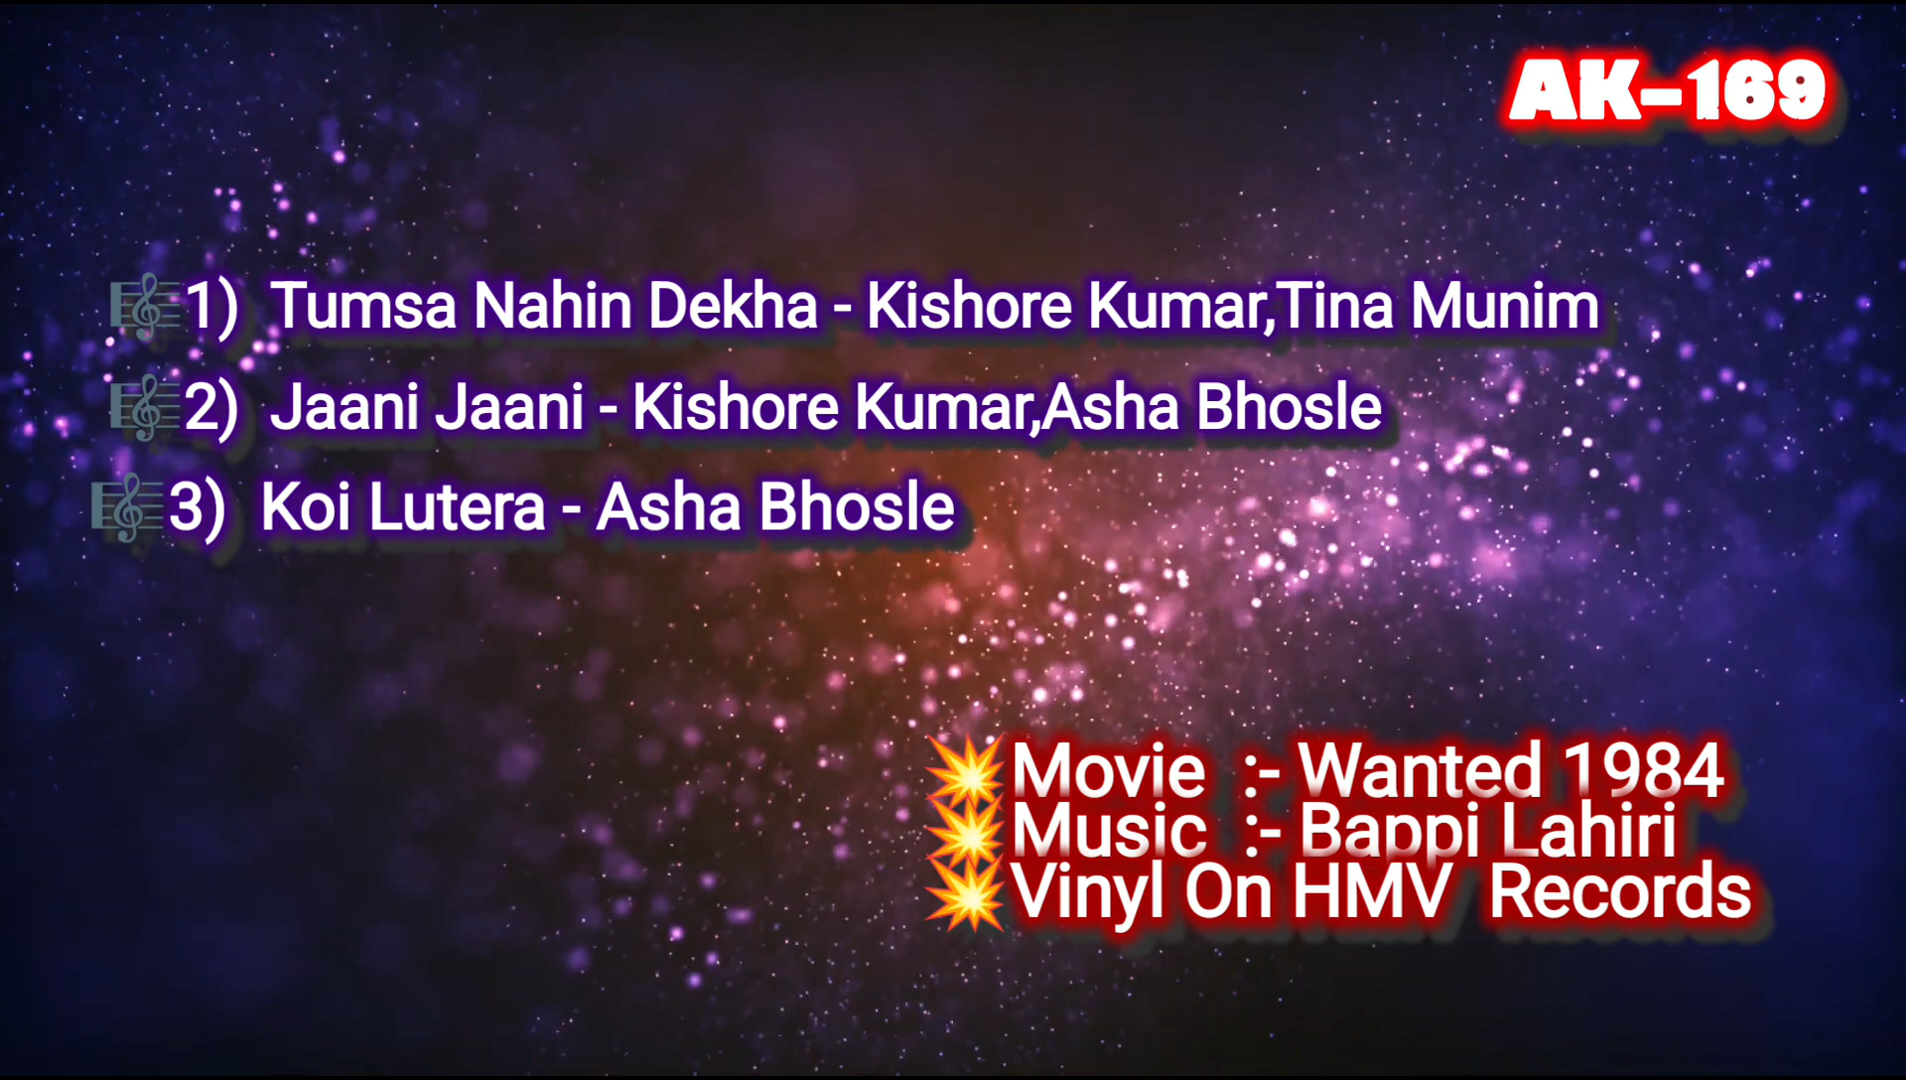 AK-169
🎼1) Tumsa Nahin Dekha - Kishore Kumar,Tina Munim
🎼2) Jaani Jaani - Kishore Kumar,Asha Bhosle
🎼3) Koi Lutera - Asha Bhosle
💥Movie :- Wanted 1984
💥Music :- Bappi Lahiri
💥Vinyl On HMV Records